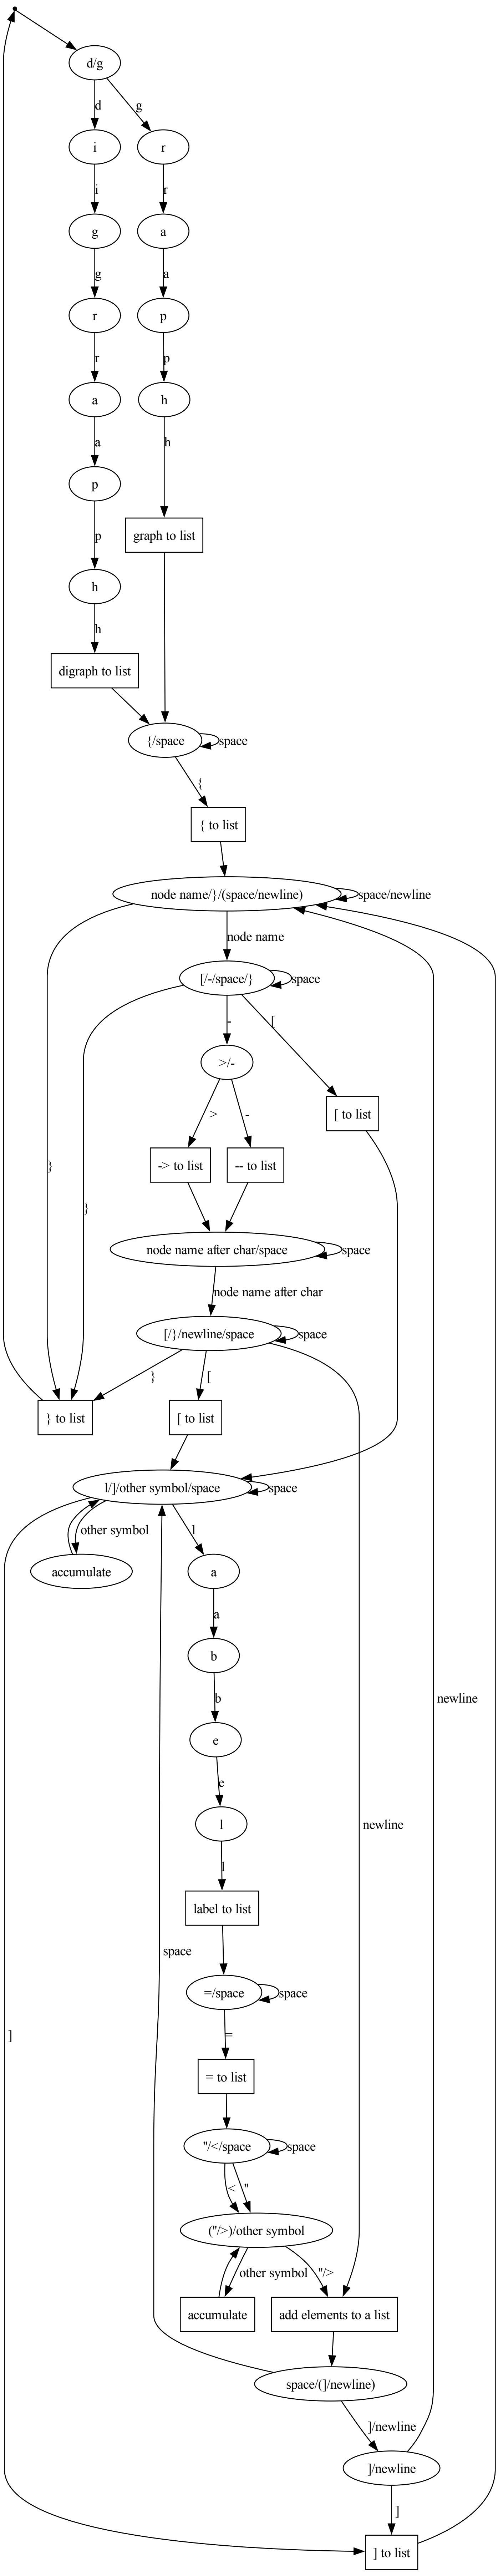 d/g
d
g
i
r
i
r
g
a
g
a
r
p
r
p
a
h
a
h
p
graph to list
p
h
h
digraph to list
{/space
space
{
{ to list
node name/}/(space/newline)
space/newline
node name
[/-/space/}
space
-
[
>/-
[ to list
>
-
}
}
-> to list
-- to list
node name after char/space
space
node name after char
[/}/newline/space
space
}
[
} to list
[ to list
l/]/other symbol/space
space
other symbol
l
accumulate
a
a
b
b
e
e
l
newline
newline
l
label to list
space
=/space
space
]
=
= to list
"/</space
space
<
"
("/>)/other symbol
other symbol
"/>
accumulate
add elements to a list
space/(]/newline)
]/newline
]/newline
]
] to list